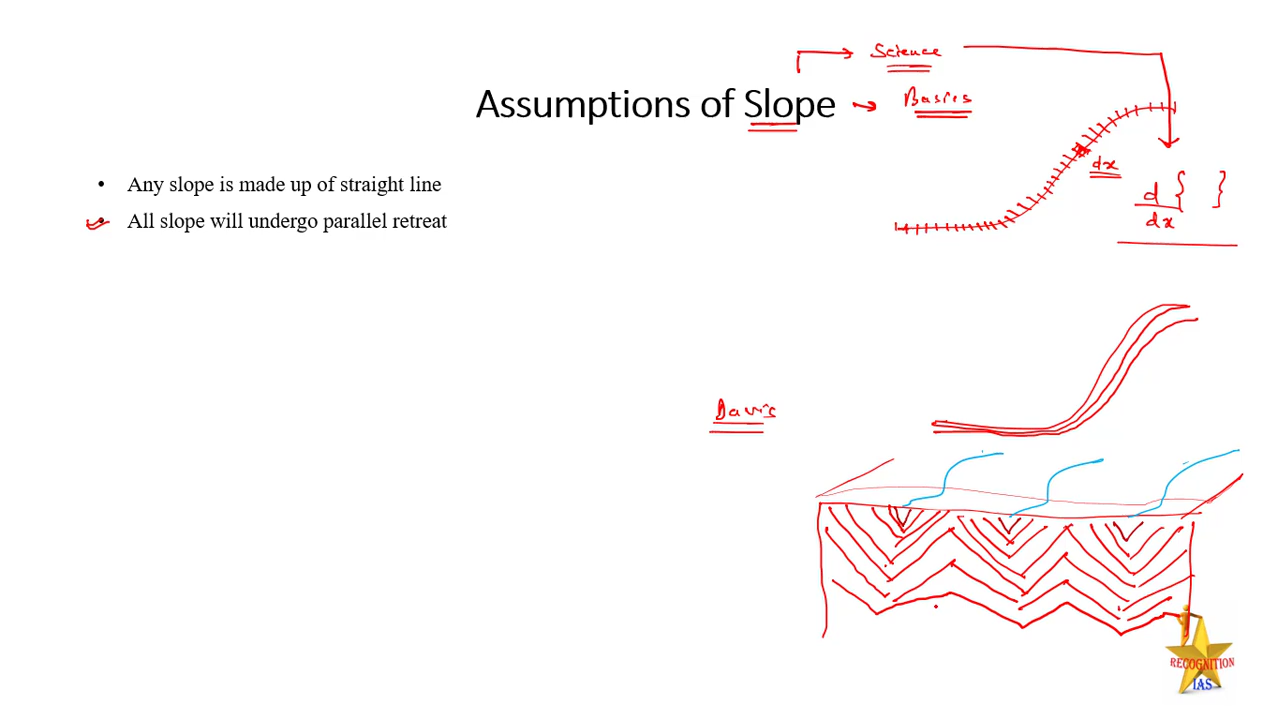 Science
Assumptions of Slope → Basics
dx
d { }
dx
• Any slope is made up of straight line
• All slope will undergo parallel retreat
Davis
RECOGNITION
IAS